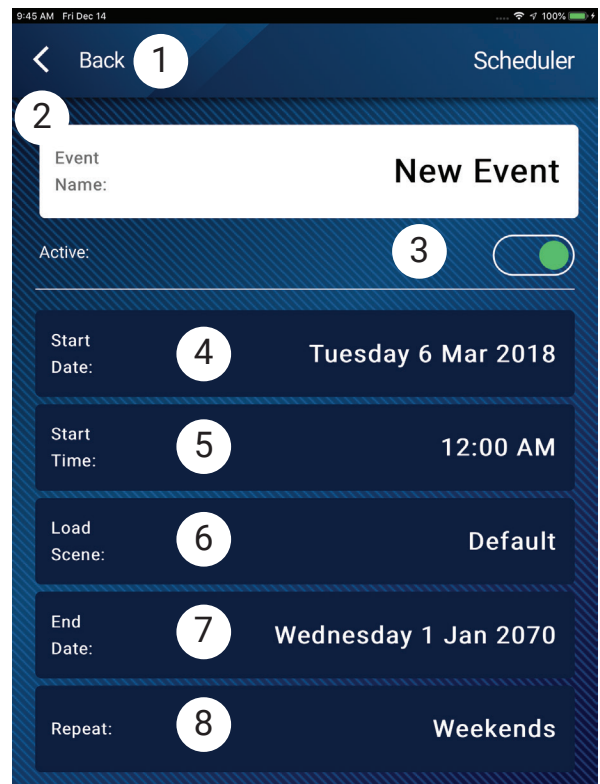 9:45 AM Fri Dec 14 100%
Back 1 Scheduler
2
Event
Name:
New Event
Active: 3
Start
Date:
4 Tuesday 6 Mar 2018
Start
Time:
5 12:00 AM
Load
Scene:
6 Default
End
Date:
7 Wednesday 1 Jan 2070
Repeat: 8 Weekends